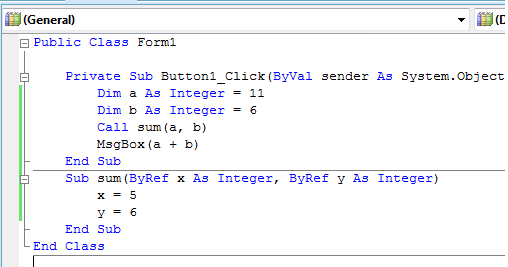 (General)
(D
Public Class Form1
Private Sub Button1_Click(ByVal sender As System.Object
Dim a As Integer = 11
Dim b As Integer = 6
Call sum(a, b)
MsgBox(a + b)
End Sub
Sub sum(ByRef x As Integer, ByRef y As Integer)
x = 5
y = 6
End Sub
End Class